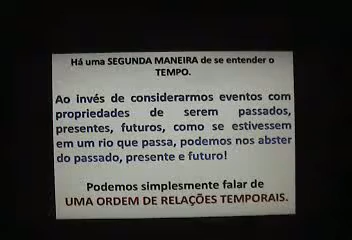 Há uma SEGUNDA MANEIRA de se entender o
TEMPO.
Ao invés de considerarmos eventos com
propriedades de serem passados,
presentes, futuros, como se estivessem
em um rio que passa, podemos nos abster
do passado, presente e futuro!
Podemos simplesmente falar de
UMA ORDEM DE RELAÇÕES TEMPORAIS.